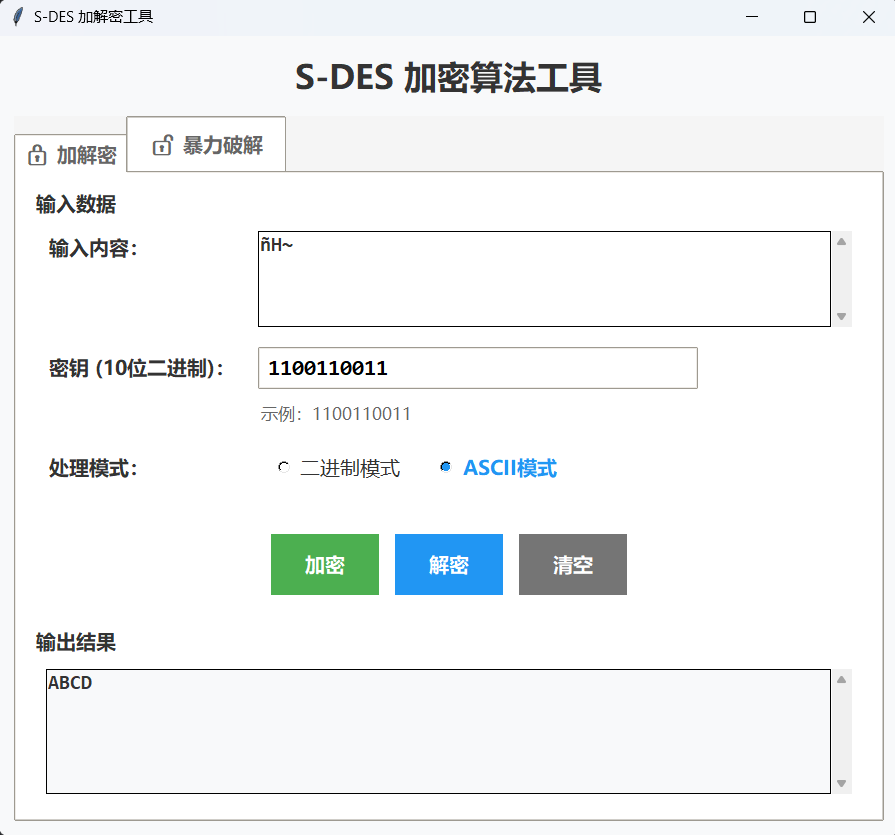 S-DES 加解密工具
S-DES 加密算法工具
加解密
暴力破解
输入数据
输入内容：
ñH~
密钥 (10位二进制)：
1100110011
示例：1100110011
处理模式：
二进制模式
ASCII模式
加密
解密
清空
输出结果
ABCD